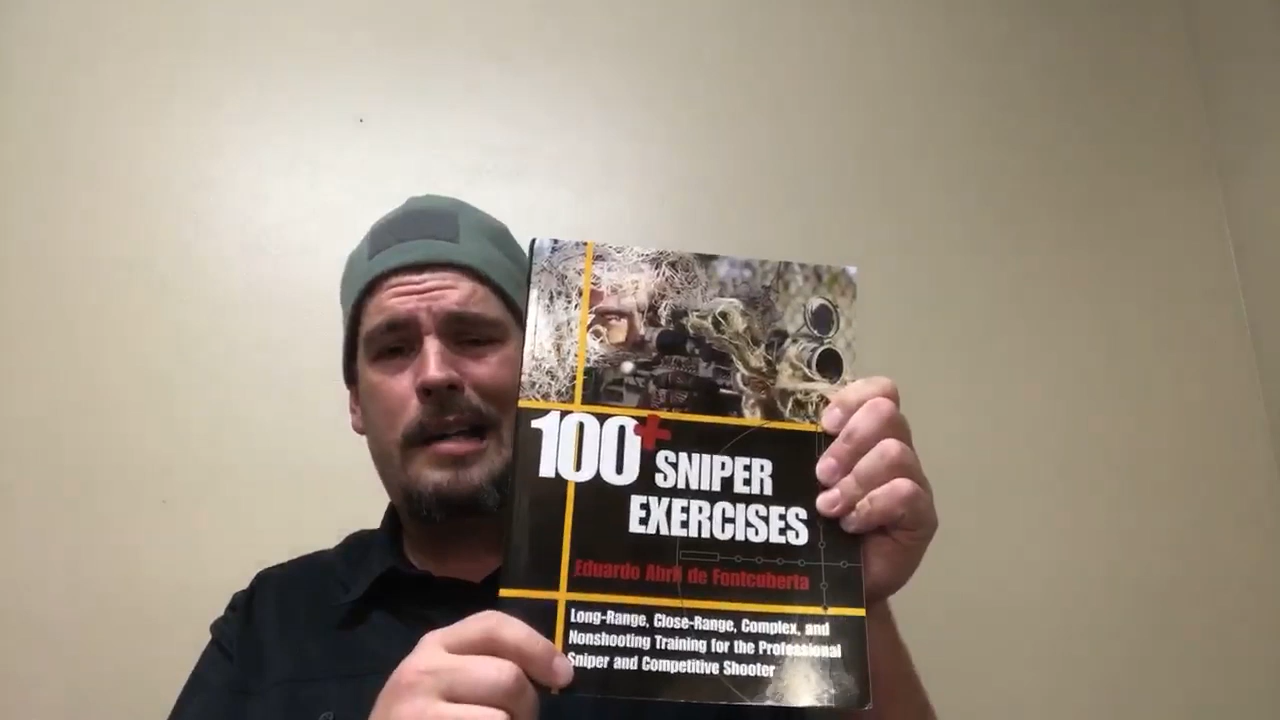 100+ SNIPER
EXERCISES
Eduardo Abril de Fontcuberta
Long-Range, Close-Range, Complex, and
Nonshooting Training for the Professional
Sniper and Competitive Shooter